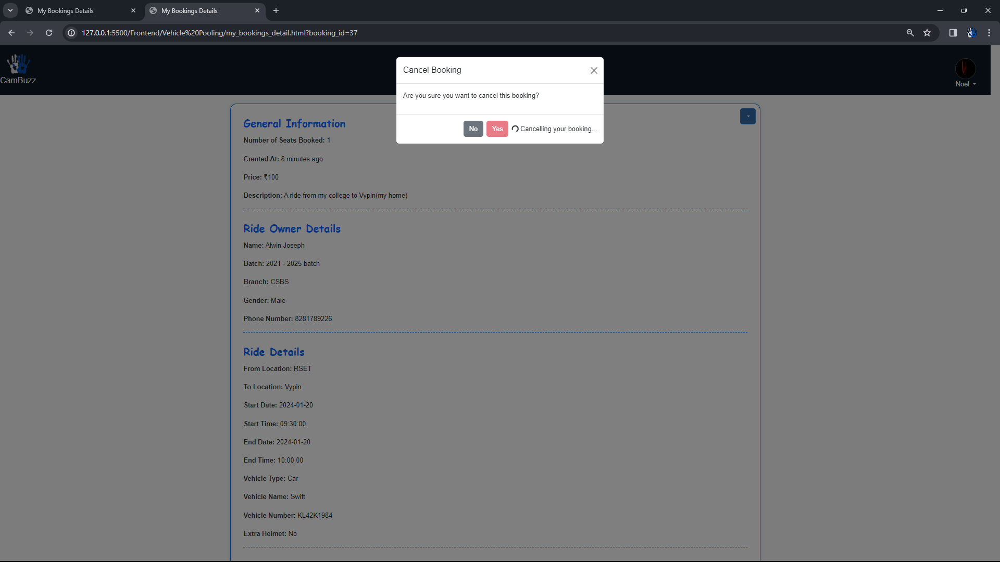 My Bookings Details
My Bookings Details
127.0.0.1:5500/Frontend/Vehicle%20Pooling/my_bookings_detail.html?booking_id=37
CamBuzz
Noel
Cancel Booking
Are you sure you want to cancel this booking?
No Yes Cancelling your booking...
General Information
Number of Seats Booked: 1
Created At: 8 minutes ago
Price: ₹100
Description: A ride from my college to Vypin(my home)
Ride Owner Details
Name: Alwin Joseph
Batch: 2021 - 2025 batch
Branch: CSBS
Gender: Male
Phone Number: 8281789226
Ride Details
From Location: RSET
To Location: Vypin
Start Date: 2024-01-20
Start Time: 09:30:00
End Date: 2024-01-20
End Time: 10:00:00
Vehicle Type: Car
Vehicle Name: Swift
Vehicle Number: KL42K1984
Extra Helmet: No